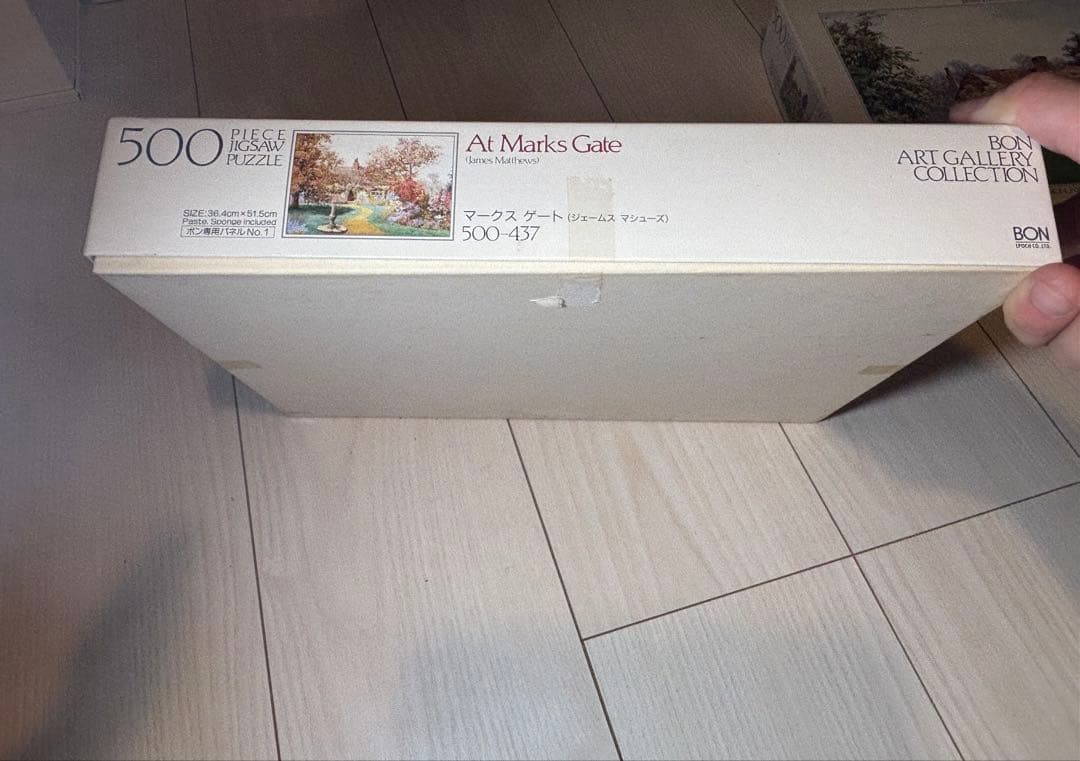 500 PIECE
JIGSAW
PUZZLE
SIZE: 36.4cm×51.5cm
Paste. Sponge included
ボン専用パネルNo.1
At Marks Gate
(James Matthews)
マークス ゲート (ジェームス マシューズ)
500-437
BON
ART GALLERY
COLLECTION
BON
EPOCH CO., LTD.